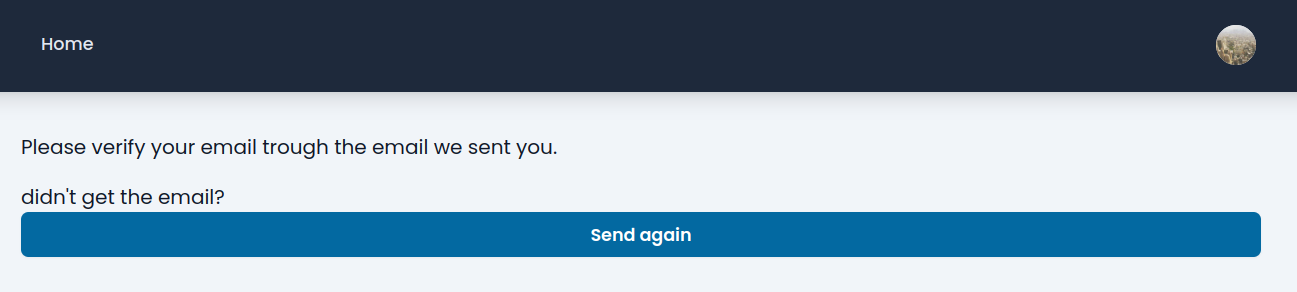 Home
Please verify your email trough the email we sent you.
didn't get the email?
Send again